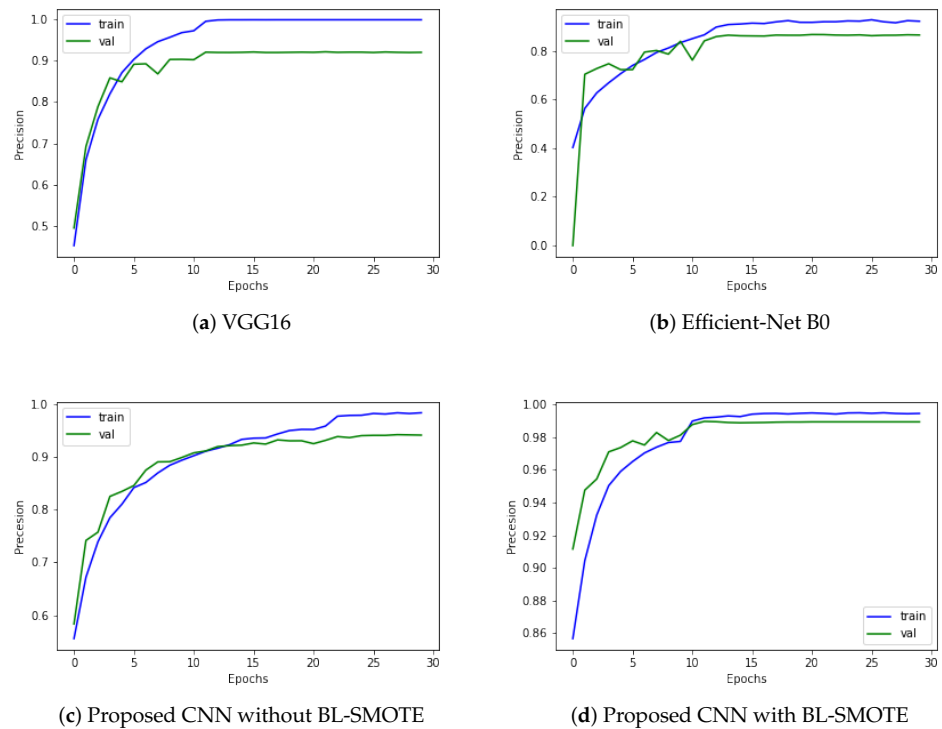 1.0
0.9
0.8
0.7
0.6
0.5
Precision
train
val
0 5 10 15 20 25 30
Epochs
(a) VGG16
0.8
0.6
0.4
0.2
0.0
Precision
train
val
0 5 10 15 20 25 30
Epochs
(b) Efficient-Net B0
1.0
0.9
0.8
0.7
0.6
Precesion
train
val
0 5 10 15 20 25 30
Epochs
(c) Proposed CNN without BL-SMOTE
1.00
0.98
0.96
0.94
0.92
0.90
0.88
0.86
Precesion
train
val
0 5 10 15 20 25 30
Epochs
(d) Proposed CNN with BL-SMOTE